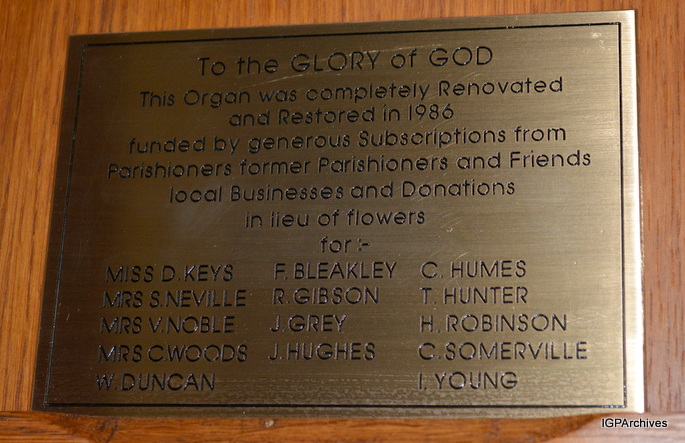 To the GLORY of GOD
This Organ was completely Renovated
and Restored in 1986
funded by generous Subscriptions from
Parishioners former Parishioners and Friends
local Businesses and Donations
in lieu of flowers
for :-
MISS D. KEYS F. BLEAKLEY C. HUMES
MRS S. NEVILLE R. GIBSON T. HUNTER
MRS V. NOBLE J. GREY H. ROBINSON
MRS C. WOODS J. HUGHES C. SOMERVILLE
W. DUNCAN I. YOUNG
IGPArchives